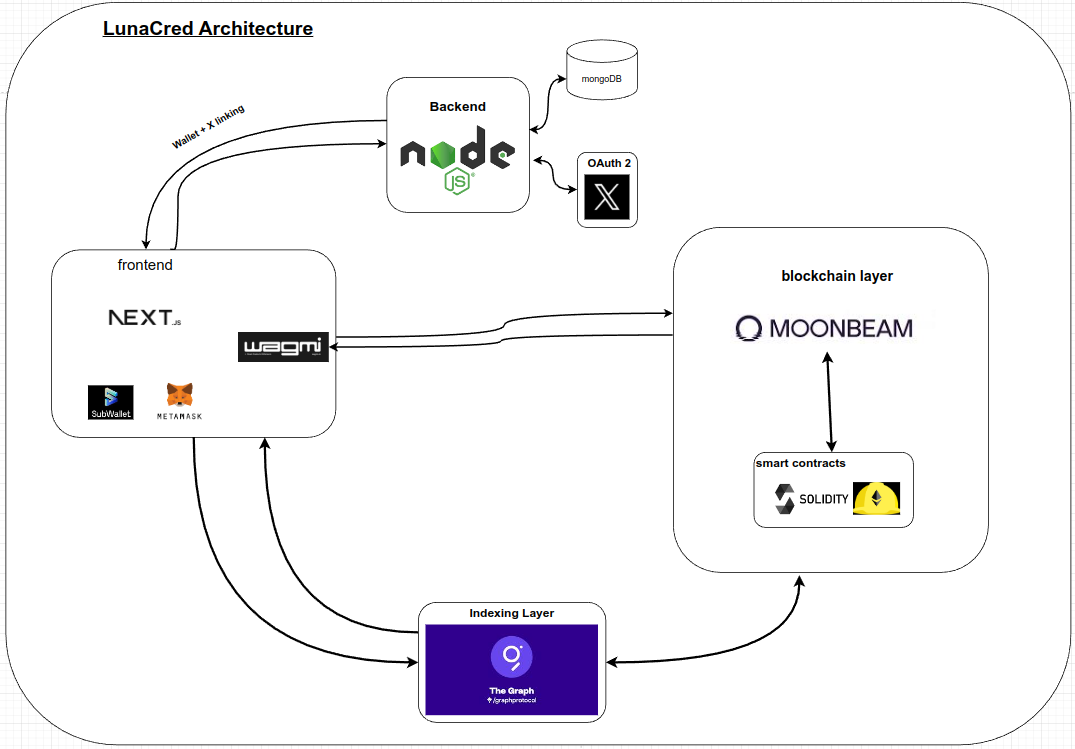 LunaCred Architecture
mongoDB
Backend
node
JS
OAuth 2
X
Wallet + X linking
frontend
NEXT.JS
wagmi
SubWallet
METAMASK
blockchain layer
MOONBEAM
smart contracts
SOLIDITY
Indexing Layer
The Graph
/graphprotocol